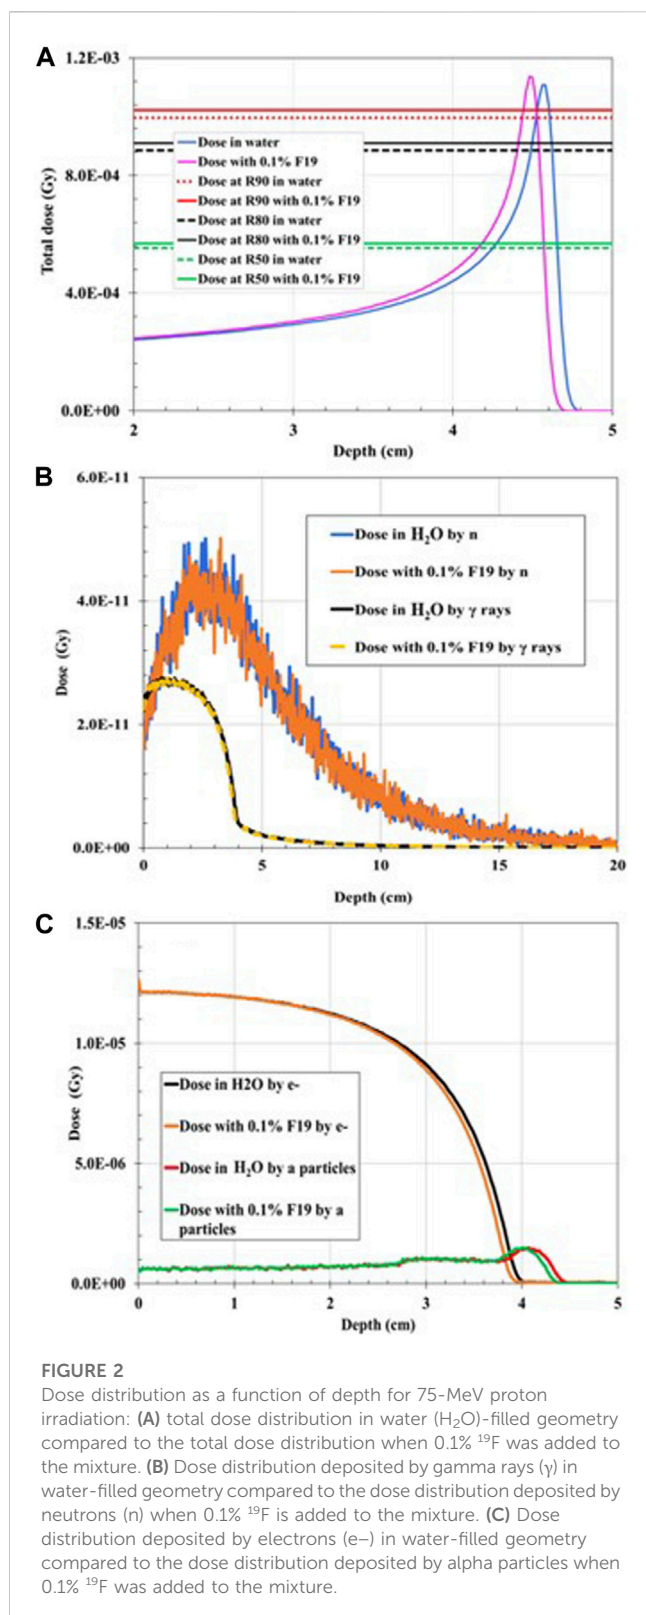 A
1.2E-03
8.0E-04
4.0E-04
0.0E+00
Total dose (Gy)
Dose in water
Dose with 0.1% F19
Dose at R90 in water
Dose at R90 with 0.1% F19
Dose at R80 in water
Dose at R80 with 0.1% F19
Dose at R50 in water
Dose at R50 with 0.1% F19
2 3 4 5
Depth (cm)
B
6.0E-11
4.0E-11
2.0E-11
0.0E+00
Dose (Gy)
Dose in H₂O by n
Dose with 0.1% F19 by n
Dose in H₂O by γ rays
Dose with 0.1% F19 by γ rays
0 5 10 15 20
Depth (cm)
C
1.5E-05
1.0E-05
5.0E-06
0.0E+00
Dose (Gy)
Dose in H2O by e-
Dose with 0.1% F19 by e-
Dose in H₂O by a particles
Dose with 0.1% F19 by a
particles
0 1 2 3 4 5
Depth (cm)
FIGURE 2
Dose distribution as a function of depth for 75-MeV proton
irradiation: (A) total dose distribution in water (H₂O)-filled geometry
compared to the total dose distribution when 0.1% ¹⁹F was added to
the mixture. (B) Dose distribution deposited by gamma rays (γ) in
water-filled geometry compared to the dose distribution deposited by
neutrons (n) when 0.1% ¹⁹F is added to the mixture. (C) Dose
distribution deposited by electrons (e–) in water-filled geometry
compared to the dose distribution deposited by alpha particles when
0.1% ¹⁹F was added to the mixture.